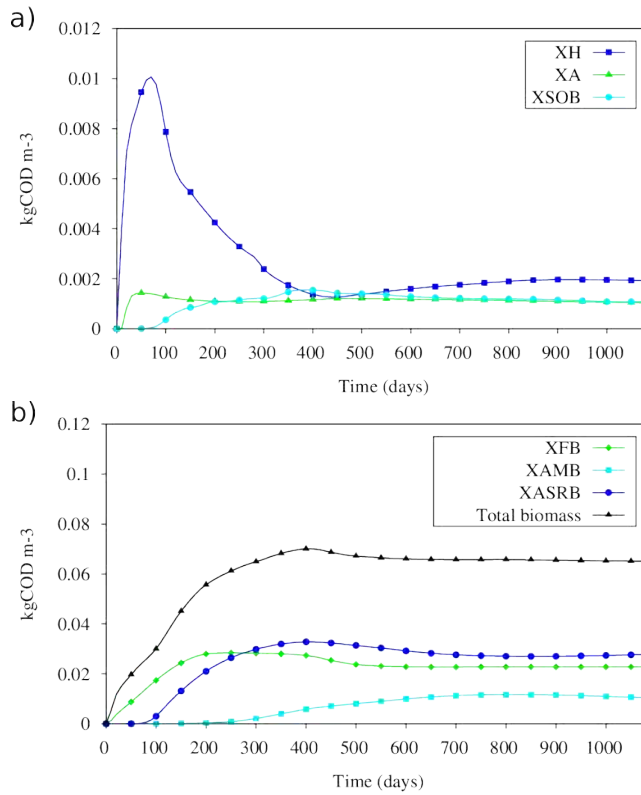 a)
0.012
0.01
0.008
0.006
0.004
0.002
0
kgCOD m-3
XH
XA
XSOB
0 100 200 300 400 500 600 700 800 900 1000
Time (days)
b)
0.12
0.1
0.08
0.06
0.04
0.02
0
kgCOD m-3
XFB
XAMB
XASRB
Total biomass
0 100 200 300 400 500 600 700 800 900 1000
Time (days)